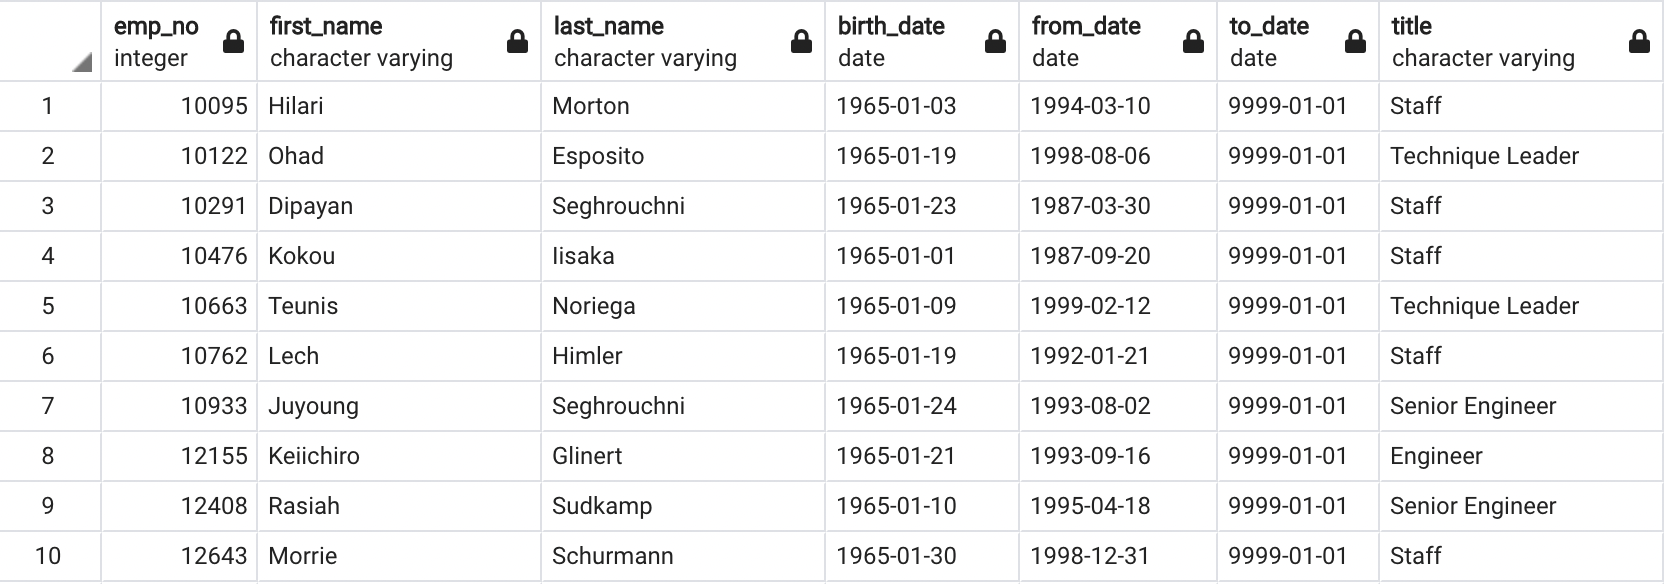 emp_no first_name last_name birth_date from_date to_date title
integer character varying character varying date date date character varying
1 10095 Hilari Morton 1965-01-03 1994-03-10 9999-01-01 Staff
2 10122 Ohad Esposito 1965-01-19 1998-08-06 9999-01-01 Technique Leader
3 10291 Dipayan Seghrouchni 1965-01-23 1987-03-30 9999-01-01 Staff
4 10476 Kokou Iisaka 1965-01-01 1987-09-20 9999-01-01 Staff
5 10663 Teunis Noriega 1965-01-09 1999-02-12 9999-01-01 Technique Leader
6 10762 Lech Himler 1965-01-19 1992-01-21 9999-01-01 Staff
7 10933 Juyoung Seghrouchni 1965-01-24 1993-08-02 9999-01-01 Senior Engineer
8 12155 Keiichiro Glinert 1965-01-21 1993-09-16 9999-01-01 Engineer
9 12408 Rasiah Sudkamp 1965-01-10 1995-04-18 9999-01-01 Senior Engineer
10 12643 Morrie Schurmann 1965-01-30 1998-12-31 9999-01-01 Staff